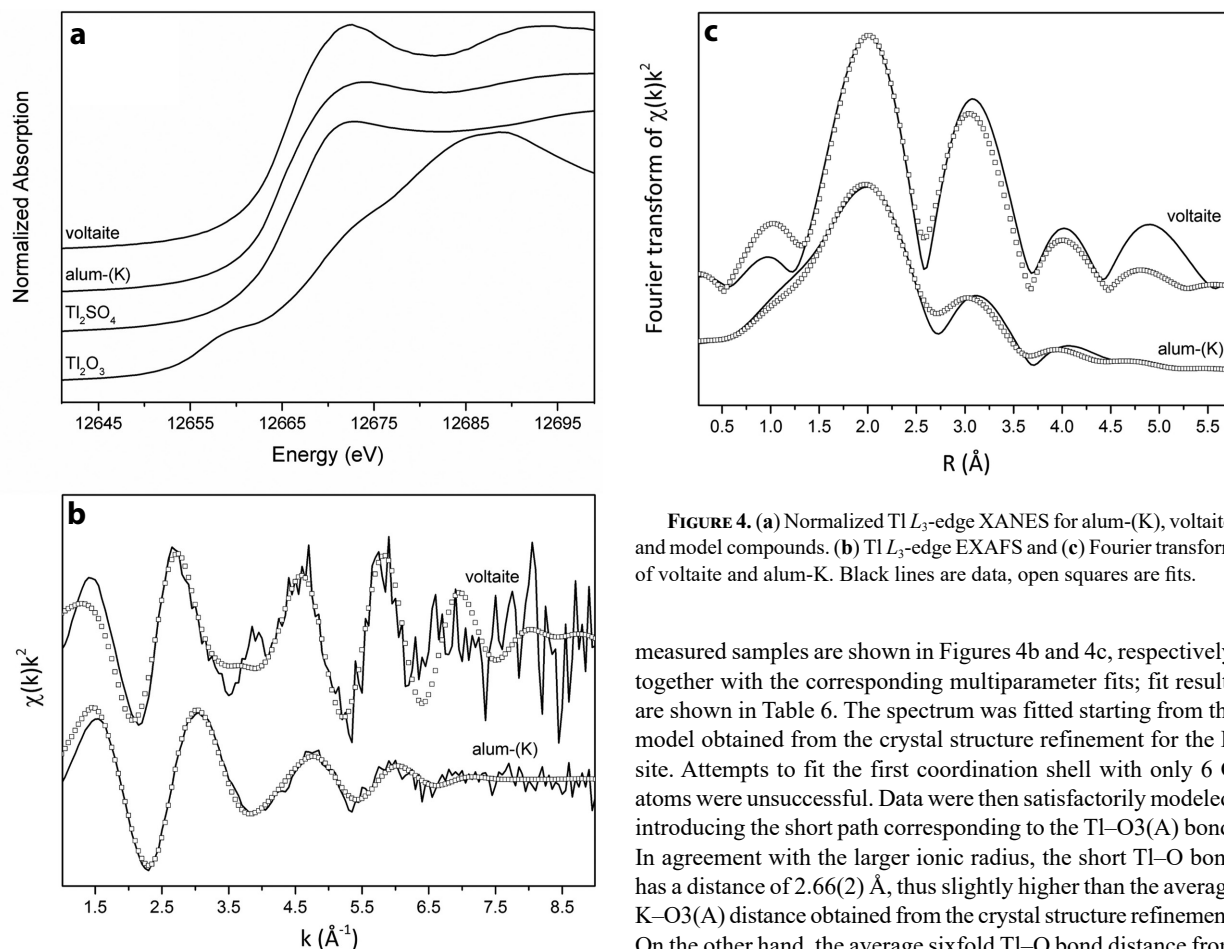 a
Normalized Absorption
voltaite
alum-(K)
Tl₂SO₄
Tl₂O₃
12645 12655 12665 12675 12685 12695
Energy (eV)
b
χ(k)k²
voltaite
alum-(K)
1.5 2.5 3.5 4.5 5.5 6.5 7.5 8.5
k (Å⁻¹)
c
Fourier transform of χ(k)k²
voltaite
alum-(K)
0.5 1.0 1.5 2.0 2.5 3.0 3.5 4.0 4.5 5.0 5.5
R (Å)
FIGURE 4. (a) Normalized Tl L₃-edge XANES for alum-(K), voltaite
and model compounds. (b) Tl L₃-edge EXAFS and (c) Fourier transform
of voltaite and alum-K. Black lines are data, open squares are fits.
measured samples are shown in Figures 4b and 4c, respectively
together with the corresponding multiparameter fits; fit result
are shown in Table 6. The spectrum was fitted starting from th
model obtained from the crystal structure refinement for the
site. Attempts to fit the first coordination shell with only 6
atoms were unsuccessful. Data were then satisfactorily modeled
introducing the short path corresponding to the Tl–O3(A) bond
In agreement with the larger ionic radius, the short Tl–O bon
has a distance of 2.66(2) Å, thus slightly higher than the averag
K–O3(A) distance obtained from the crystal structure refinement
On the other hand, the average sixfold Tl–O bond distance from